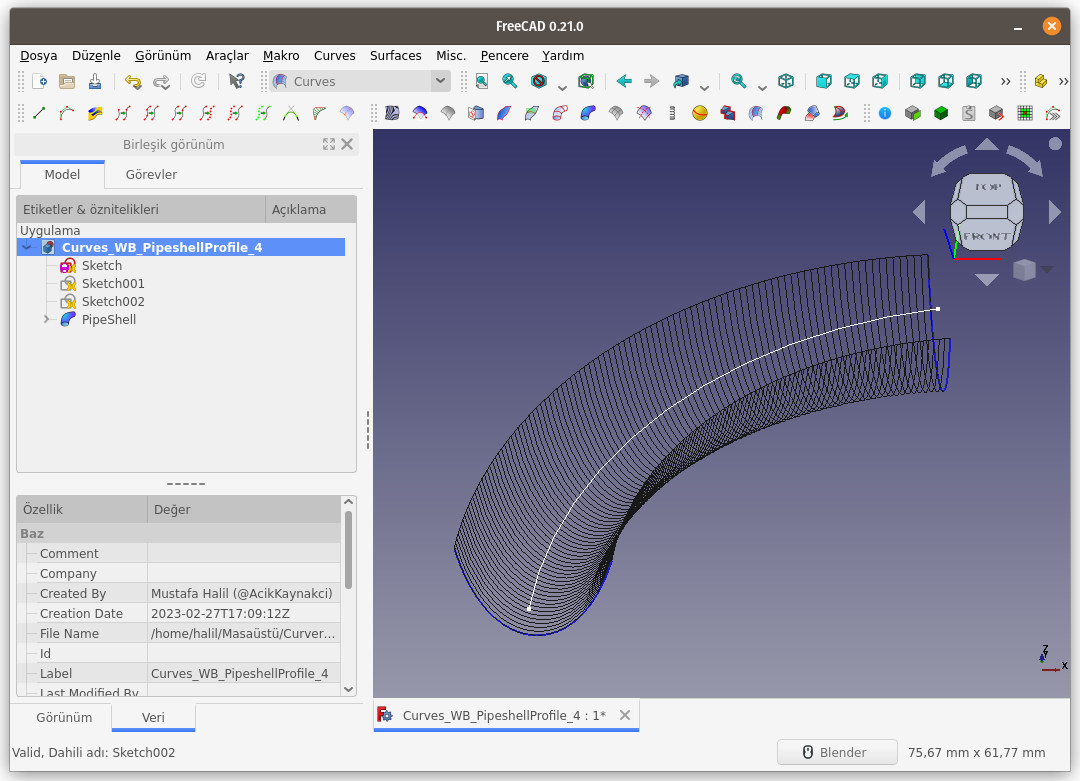 FreeCAD 0.21.0
Dosya Düzenle Görünüm Araçlar Makro Curves Surfaces Misc. Pencere Yardım
Curves
Birleşik görünüm
Model Görevler
Etiketler & öznitelikleri Açıklama
Uygulama
Curves_WB_PipeshellProfile_4
Sketch
Sketch001
Sketch002
PipeShell
Özellik Değer
Baz
Comment
Company
Created By Mustafa Halil (@AcikKaynakci)
Creation Date 2023-02-27T17:09:12Z
File Name /home/halil/Masaüstü/Curver...
Id
Label Curves_WB_PipeshellProfile_4
Last Modified By
Görünüm Veri
TOP
FRONT
Z
Y
X
Curves_WB_PipeshellProfile_4 : 1*
Valid, Dahili adı: Sketch002
Blender 75,67 mm x 61,77 mm